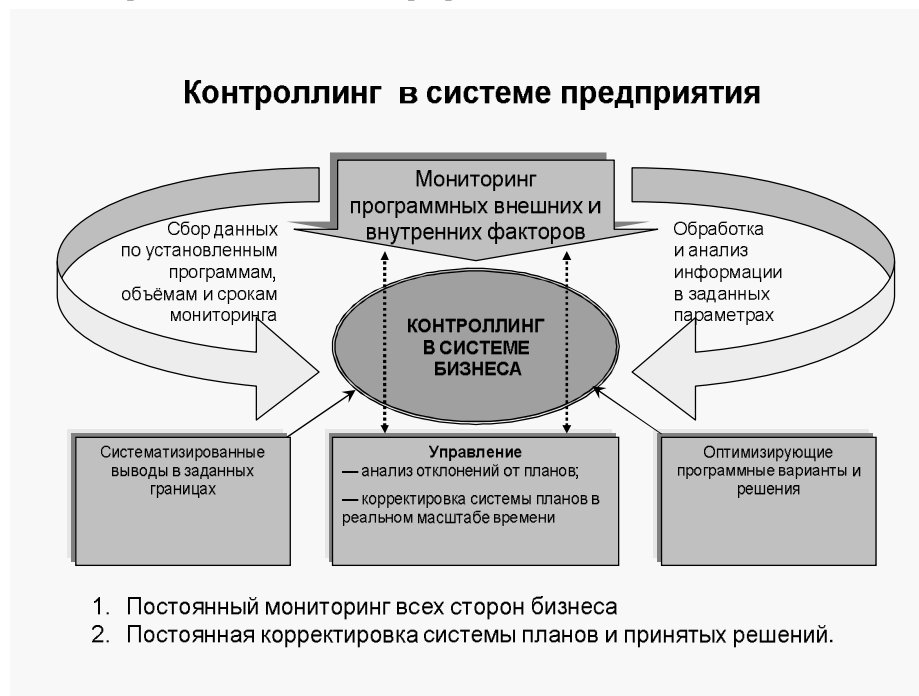 Контроллинг в системе предприятия
Мониторинг
программных внешних и
внутренних факторов
Сбор данных
по установленным
программам,
объёмам и срокам
мониторинга
Обработка
и анализ
информации
в заданных
параметрах
КОНТРОЛЛИНГ
В СИСТЕМЕ
БИЗНЕСА
Систематизированные
выводы в заданных
границах
Управление
— анализ отклонений от планов;
— корректировка системы планов в
реальном масштабе времени
Оптимизирующие
программные варианты и
решения
1. Постоянный мониторинг всех сторон бизнеса
2. Постоянная корректировка системы планов и принятых решений.